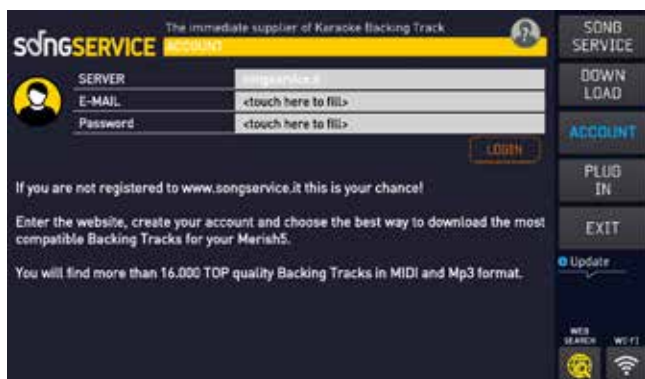 The immediate supplier of Karaoke Backing Track
SONGSERVICE
ACCOUNT
SERVER songservice.it
E-MAIL <touch here to fill>
Password <touch here to fill>
LOGIN
If you are not registered to www.songservice.it this is your chance!
Enter the website, create your account and choose the best way to download the most
compatible Backing Tracks for your Merish5.
You will find more than 16.000 TOP quality Backing Tracks in MIDI and Mp3 format.
SONG
SERVICE
DOWN
LOAD
ACCOUNT
PLUG
IN
EXIT
Update
WEB
SEARCH
WI-FI